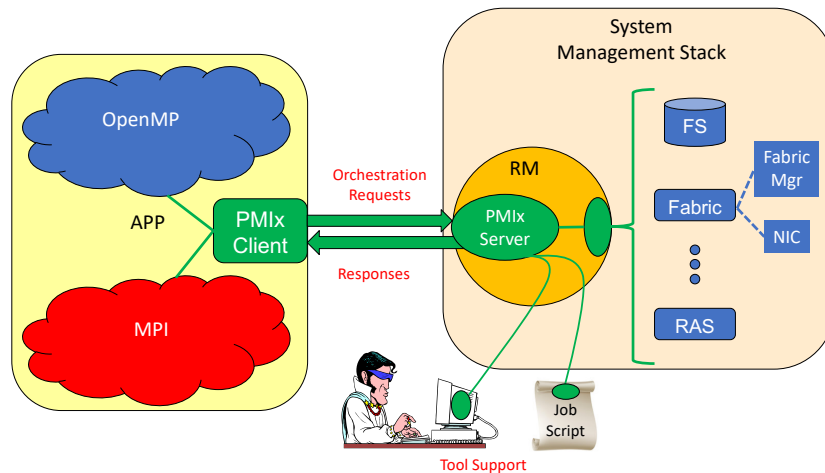 System
Management Stack
OpenMP
FS
Orchestration
Requests
RM
Fabric
Mgr
APP
PMIx
Client
PMIx
Server
Fabric
NIC
Responses
MPI
RAS
Job
Script
Tool Support